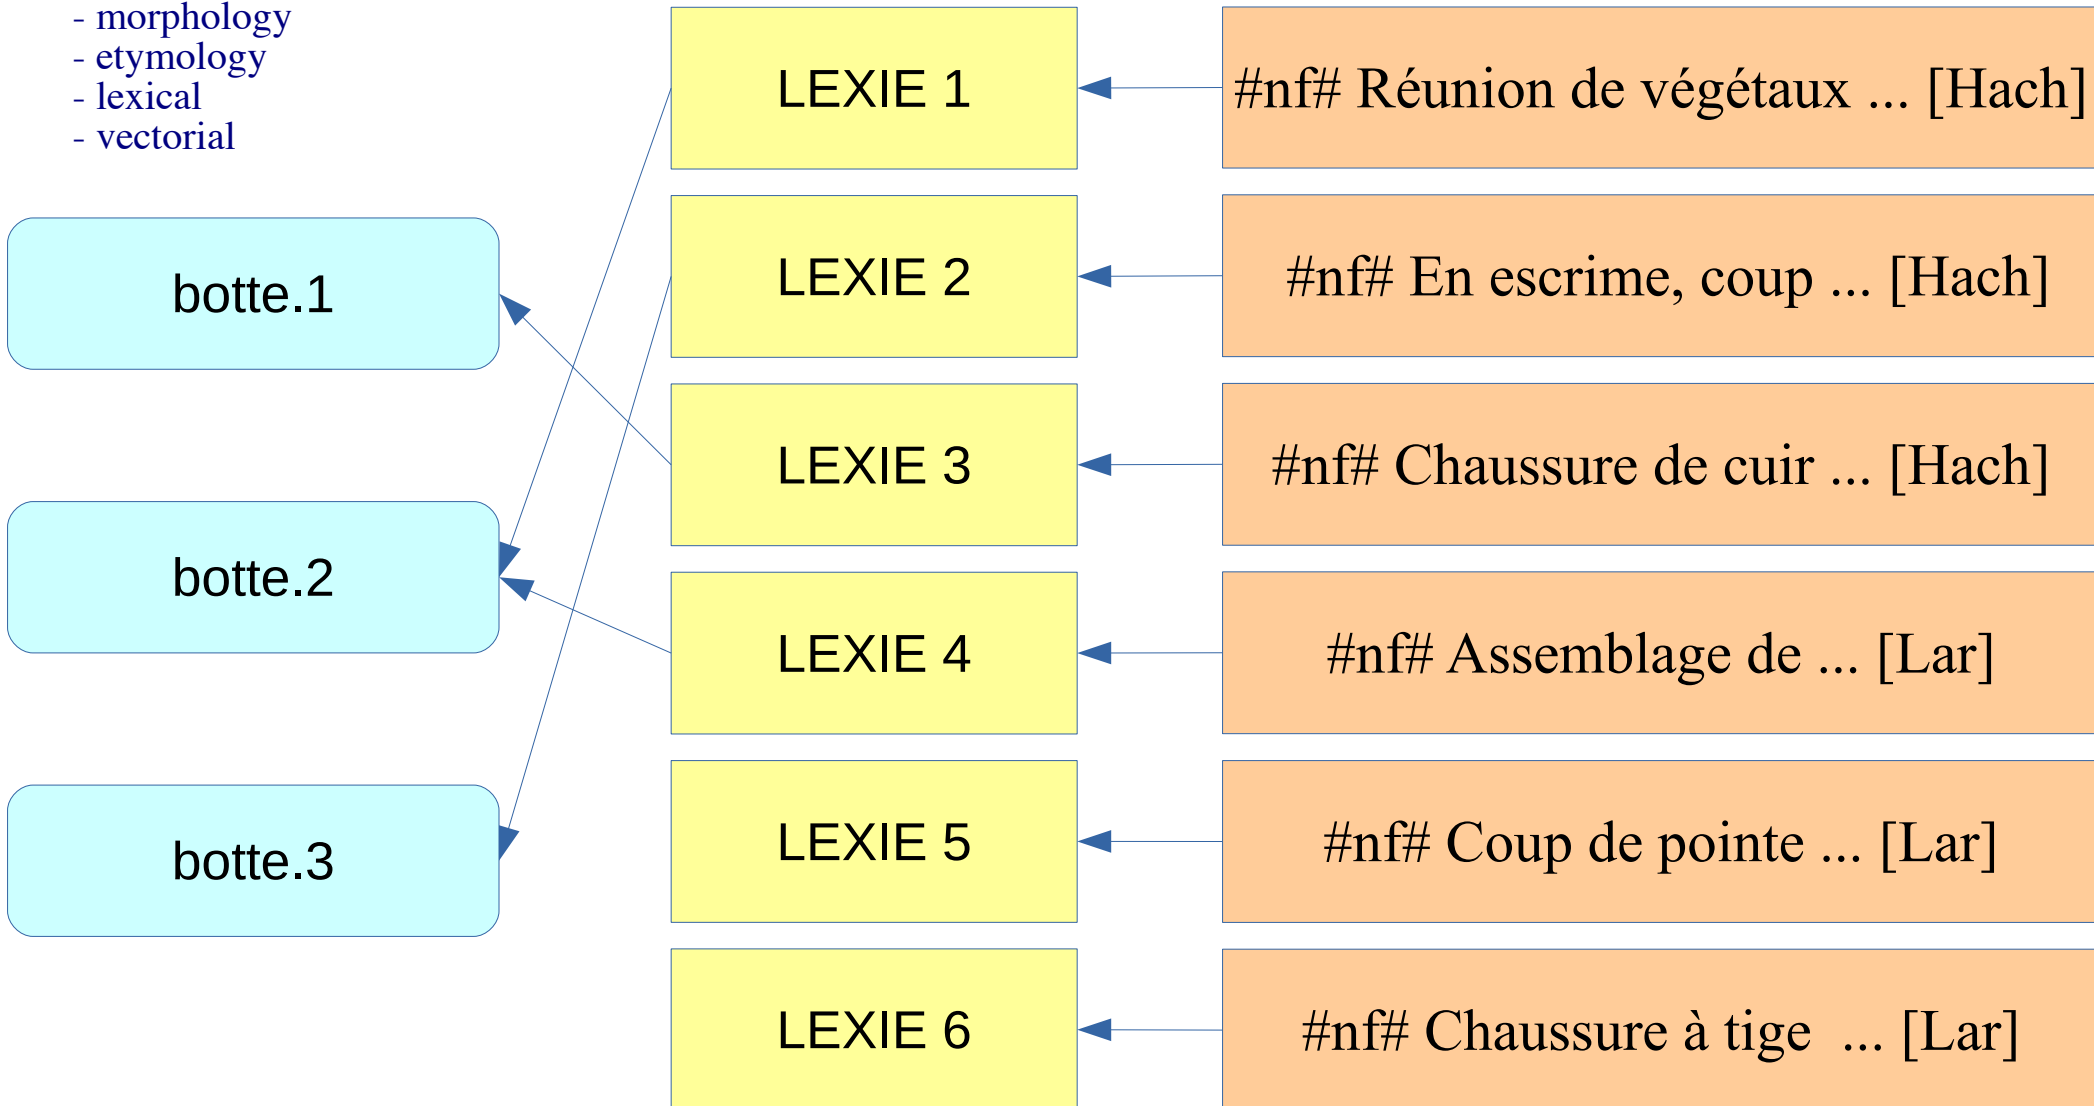 - morphology
- etymology
- lexical
- vectorial
botte.1
botte.2
botte.3
LEXIE 1
LEXIE 2
LEXIE 3
LEXIE 4
LEXIE 5
LEXIE 6
#nf# Réunion de végétaux ... [Hach]
#nf# En escrime, coup ... [Hach]
#nf# Chaussure de cuir ... [Hach]
#nf# Assemblage de ... [Lar]
#nf# Coup de pointe ... [Lar]
#nf# Chaussure à tige  ... [Lar]